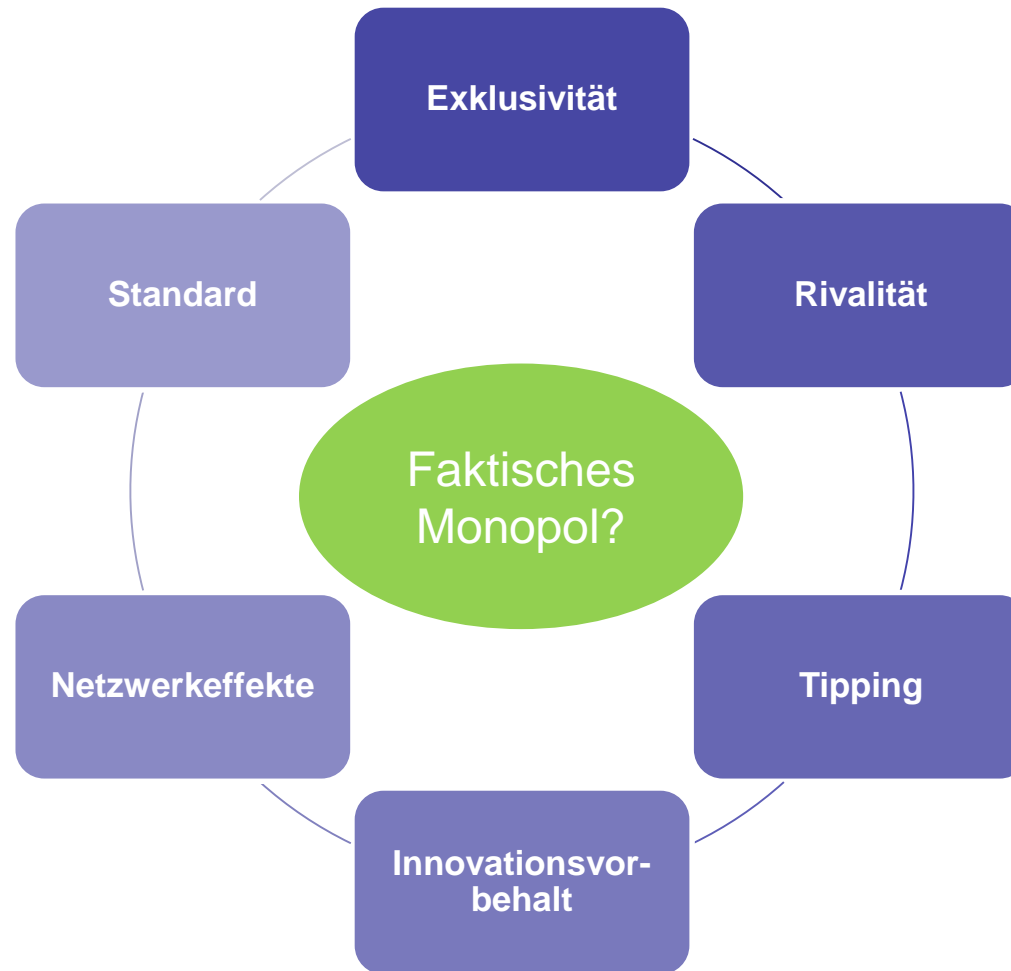 Exklusivität
Standard
Rivalität
Faktisches
Monopol?
Netzwerkeffekte
Tipping
Innovationsvor-
behalt